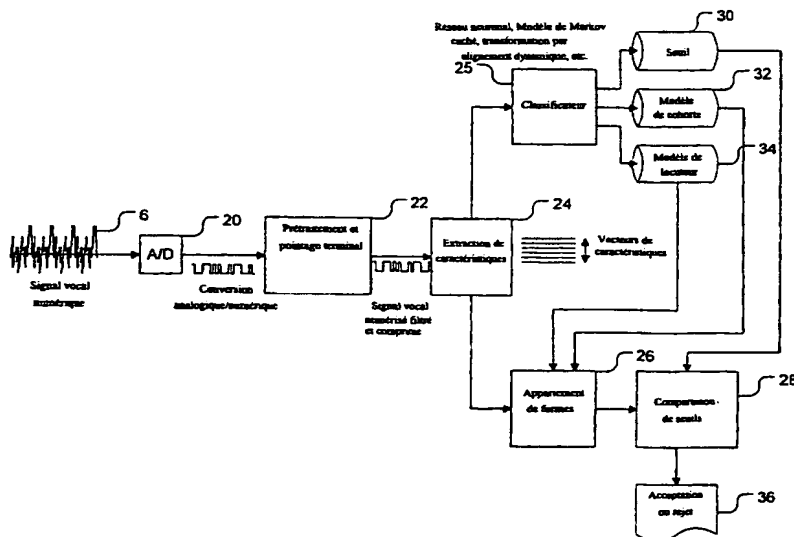 Réseau neuronal, Modèle de Markov
caché, transformation par
alignement dynamique, etc.
25
30
Seuil
32
Classificateur
Modèle
de cohorte
34
Modèle de
locuteur
6
20
22
24
A/D
Prétraitement et
pointage terminal
Extraction de
caractéristiques
Vecteurs de
caractéristiques
Signal vocal
numérique
Conversion
analogique/numérique
Signal vocal
numérisé filtré
et comprimé
26
28
Appariement
de formes
Comparaison
de seuils
Acceptation
ou rejet
36